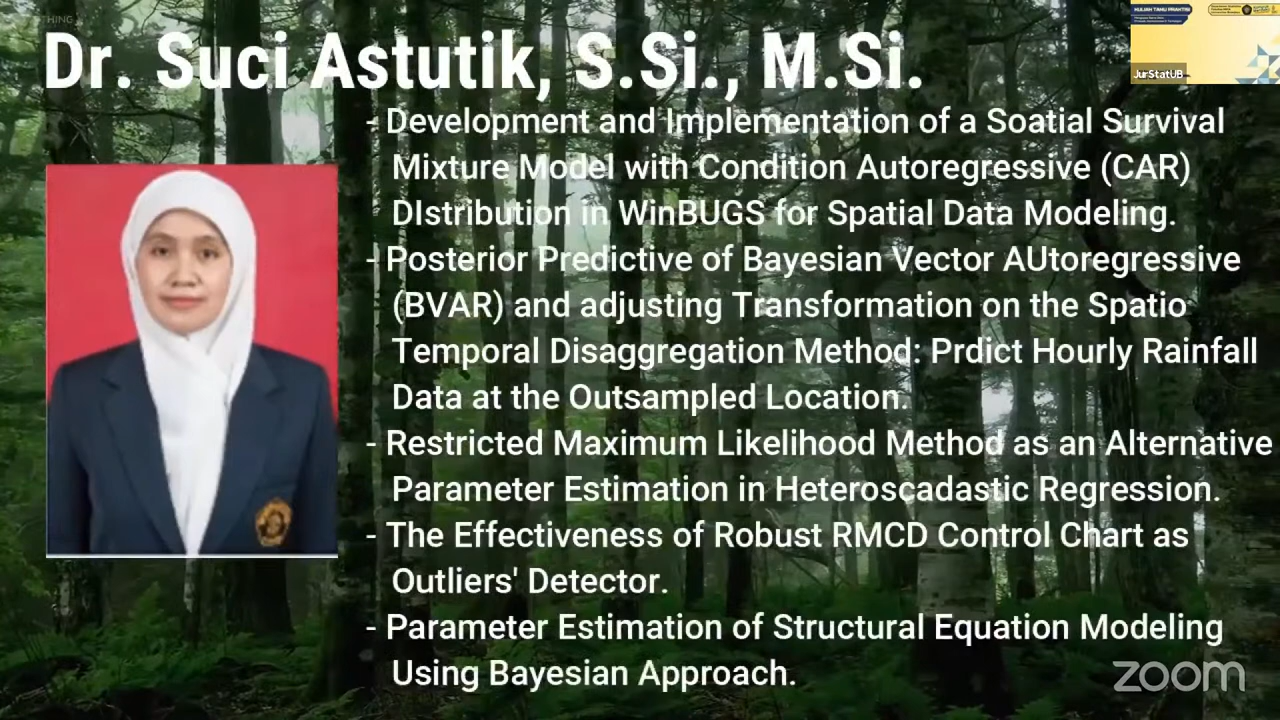 THING
Dr. Suci Astutik, S.Si., M.Si.
KULIAH TAMU PRAKTISI
JurStatUB
- Development and Implementation of a Soatial Survival
Mixture Model with Condition Autoregressive (CAR)
DIstribution in WinBUGS for Spatial Data Modeling.
- Posterior Predictive of Bayesian Vector AUtoregressive
(BVAR) and adjusting Transformation on the Spatio
Temporal Disaggregation Method: Prdict Hourly Rainfall
Data at the Outsampled Location.
- Restricted Maximum Likelihood Method as an Alternative
Parameter Estimation in Heteroscadastic Regression.
- The Effectiveness of Robust RMCD Control Chart as
Outliers' Detector.
- Parameter Estimation of Structural Equation Modeling
Using Bayesian Approach.
zoom